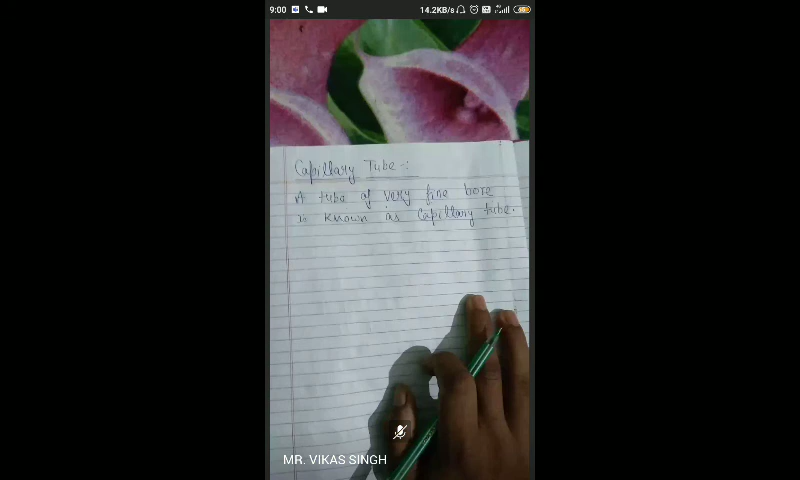 9:00 14.2KB/s
Capillary Tube -:
A tube of very fine bore
is known as Capillary tube.
MR. VIKAS SINGH